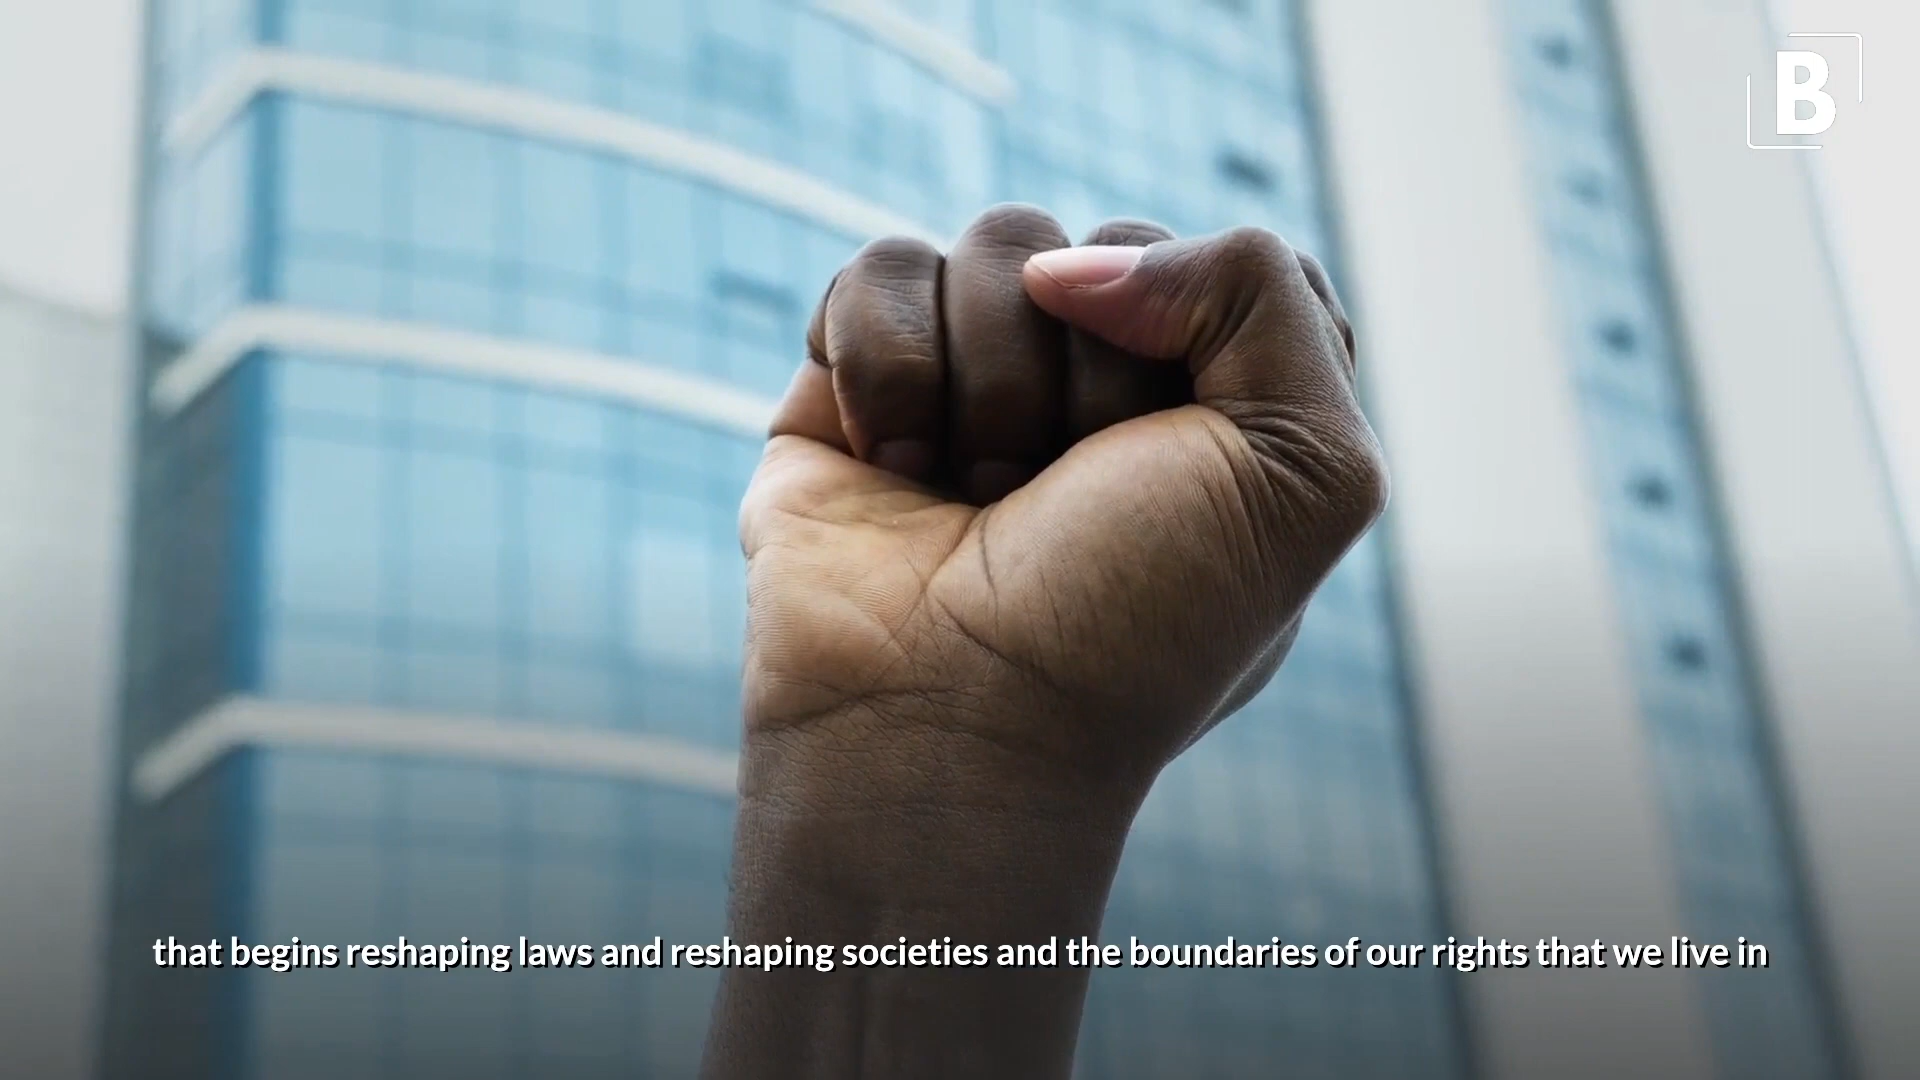 B
that begins reshaping laws and reshaping societies and the boundaries of our rights that we live in